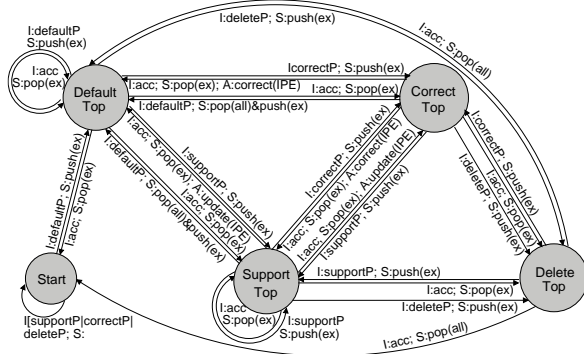 I:deleteP; S:push(ex)
I:acc; S:pop(all)
I:defaultP
S:push(ex)
I:acc
S:pop(ex)
Default
Top
IcorrectP; S:push(ex)
I:acc; S:pop(ex); A:correct(IPE)
I:acc; S:pop(ex)
I:defaultP; S:pop(all)&push(ex)
Correct
Top
I:supportP; S:push(ex)
I:acc; S:pop(ex); A:update(IPE)
I:acc; S:pop(ex)
I:defaultP; S:pop(all)&push(ex)
I:correctP; S:push(ex)
I:acc; S:pop(ex); A:correct(IPE)
I:acc; S:pop(ex); A:update(IPE)
I:supportP; S:push(ex)
I:correctP; S:push(ex)
I:acc; S:pop(ex)
I:deleteP; S:push(ex)
I:defaultP; S:push(ex)
I:acc; S:pop(ex)
Start
I[supportP|correctP|
deleteP; S:
Support
Top
I:acc
S:pop(ex)
I:supportP
S:push(ex)
I:supportP; S:push(ex)
I:acc; S:pop(ex)
I:deleteP; S:push(ex)
Delete
Top
I:acc; S:pop(all)